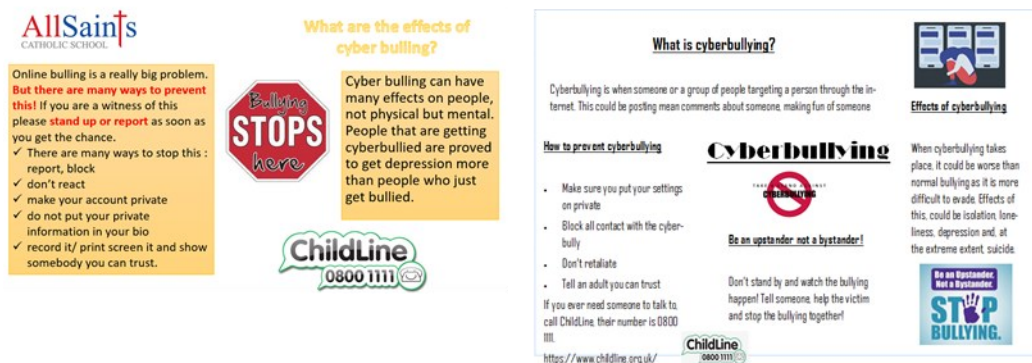 AllSaints
CATHOLIC SCHOOL
Online bulling is a really big problem.
But there are many ways to prevent
this! If you are a witness of this
please stand up or report as soon as
you get the chance.
✓ There are many ways to stop this :
report, block
✓ don't react
✓ make your account private
✓ do not put your private
information in your bio
✓ record it/ print screen it and show
somebody you can trust.
What are the effects of
cyber bulling?
Bullying
STOPS
here
Cyber bulling can have
many effects on people,
not physical but mental.
People that are getting
cyberbullied are proved
to get depression more
than people who just
get bullied.
ChildLine
0800 1111
What is cyberbullying?
Cyberbullying is when someone or a group of people targeting a person through the in-
ternet. This could be posting mean comments about someone, making fun of someone
How to prevent cyberbullying
• Make sure you put your settings
on private
• Block all contact with the cyber-
bully
• Don't retaliate
• Tell an adult you can trust
If you ever need someone to talk to,
call ChildLine, their number is 0800
1111.
https://www.childline.org.uk/
Cyberbullying
TAKE A STAND AGAINST
CYBERBULLYING
Be an upstander not a bystander!
Don't stand by and watch the bullying
happen! Tell someone, help the victim
and stop the bullying together!
ChildLine
0800 1111
Effects of cyberbullying
When cyberbullying takes
place, it could be worse than
normal bullying as it is more
difficult to evade. Effects of
this, could be isolation, lone-
liness, depression and, at
the extreme extent, suicide.
Be an Upstander,
Not a Bystander.
STOP
BULLYING.